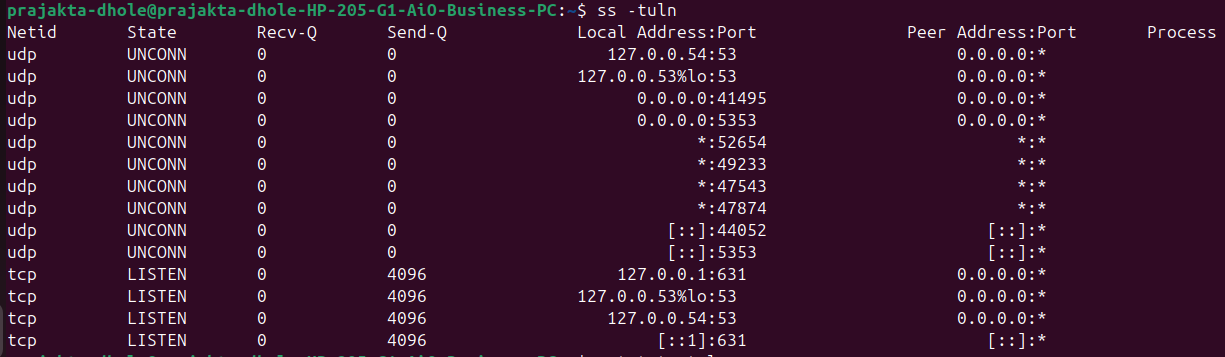 prajakta-dhole@prajakta-dhole-HP-205-G1-AiO-Business-PC:~$ ss -tuln
Netid State Recv-Q Send-Q Local Address:Port Peer Address:Port Process
udp UNCONN 0 0 127.0.0.54:53 0.0.0.0:*
udp UNCONN 0 0 127.0.0.53%lo:53 0.0.0.0:*
udp UNCONN 0 0 0.0.0.0:41495 0.0.0.0:*
udp UNCONN 0 0 0.0.0.0:5353 0.0.0.0:*
udp UNCONN 0 0 *:52654 *:*
udp UNCONN 0 0 *:49233 *:*
udp UNCONN 0 0 *:47543 *:*
udp UNCONN 0 0 *:47874 *:*
udp UNCONN 0 0 [::]:44052 [::]:*
udp UNCONN 0 0 [::]:5353 [::]:*
tcp LISTEN 0 4096 127.0.0.1:631 0.0.0.0:*
tcp LISTEN 0 4096 127.0.0.53%lo:53 0.0.0.0:*
tcp LISTEN 0 4096 127.0.0.54:53 0.0.0.0:*
tcp LISTEN 0 4096 [::1]:631 [::]:*